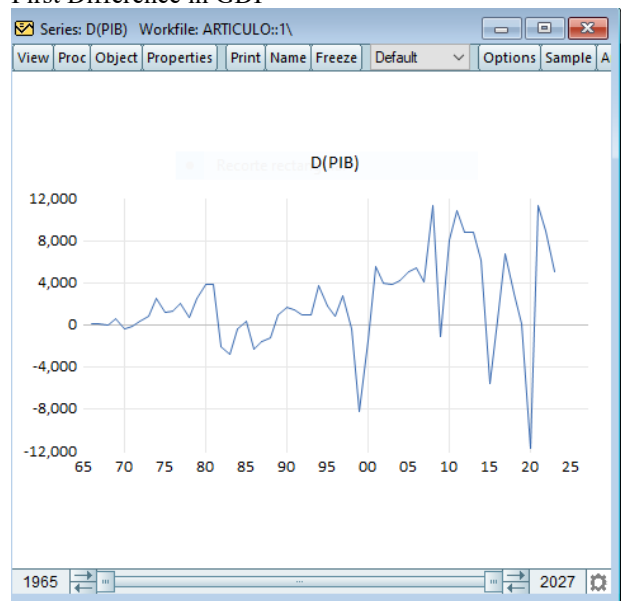 First Difference in GDP
Series: D(PIB) Workfile: ARTICULO::1\
View Proc Object Properties Print Name Freeze Default Options Sample A
D(PIB)
12,000
8,000
4,000
0
-4,000
-8,000
-12,000
65 70 75 80 85 90 95 00 05 10 15 20 25
1965 2027